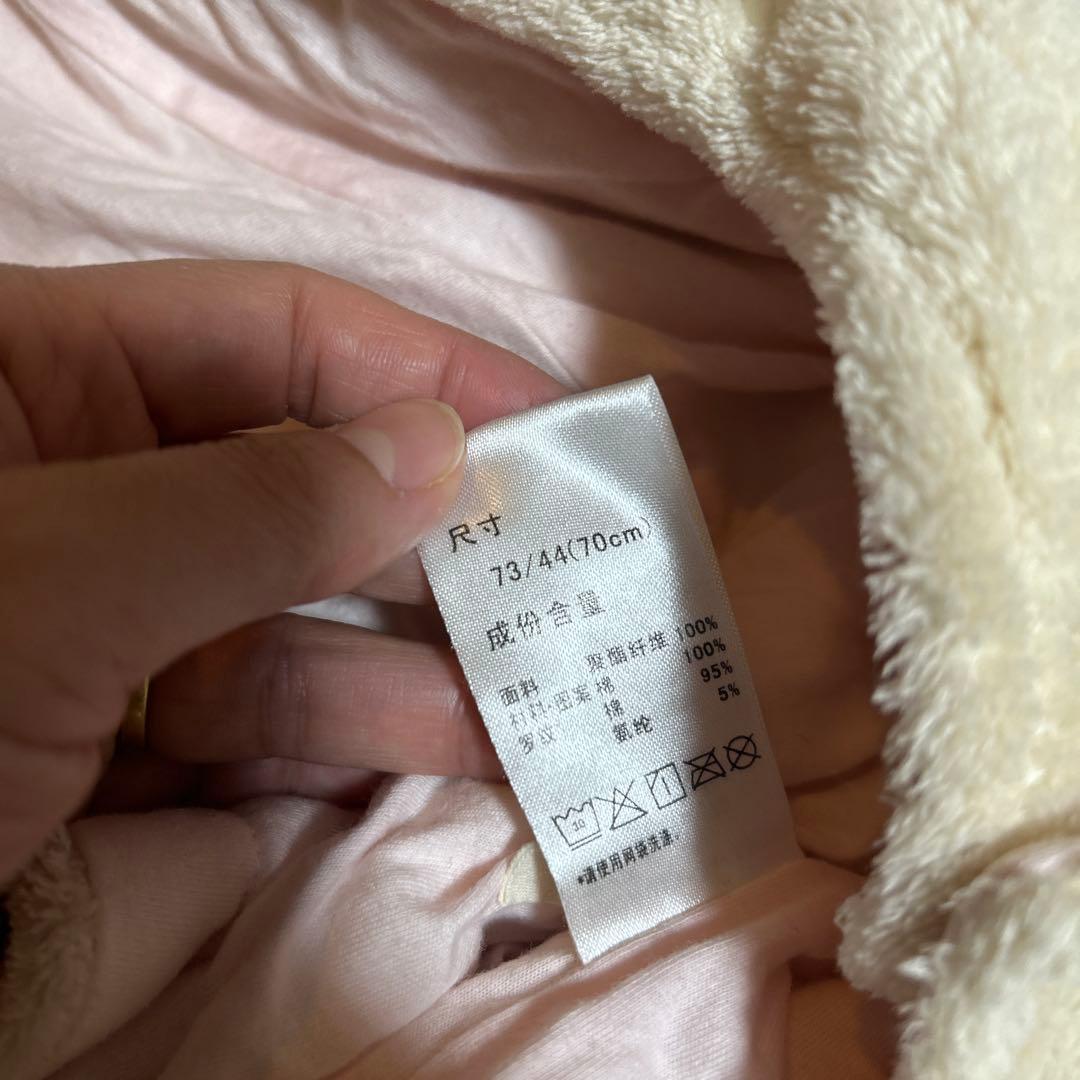 尺寸
73/44(70cm)
成份含量
面料 聚酯纤维 100%
里料·图案 棉 100%
罗纹 棉 95%
氨纶 5%
*请使用网袋洗涤.